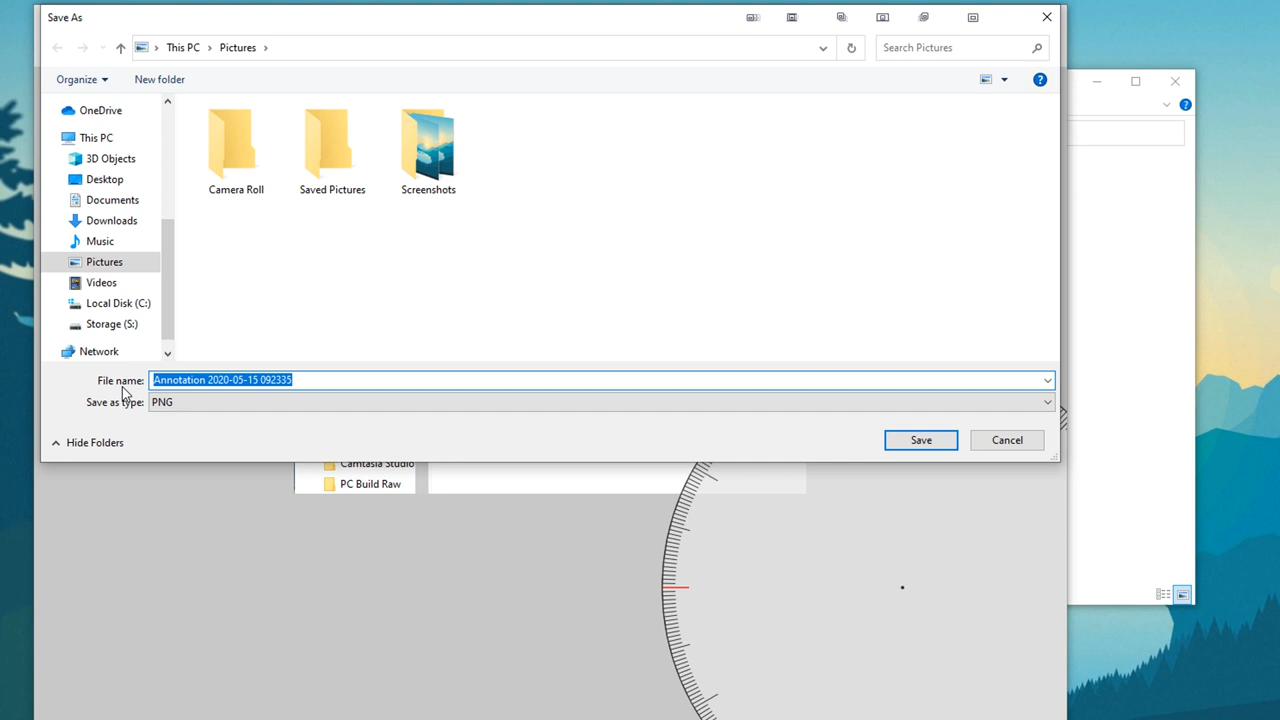 Save As
This PC
Pictures
Search Pictures
Organize
New folder
OneDrive
This PC
3D Objects
Desktop
Documents
Downloads
Music
Pictures
Videos
Local Disk (C:)
Storage (S:)
Network
Camera Roll
Saved Pictures
Screenshots
File name: Annotation 2020-05-15 092335
Save as type: PNG
Hide Folders
Save
Cancel
Camtasia Studio
PC Build Raw